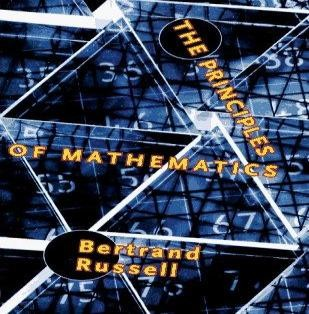 THE PRINCIPLES
OF MATHEMATICS
Bertrand
Russell